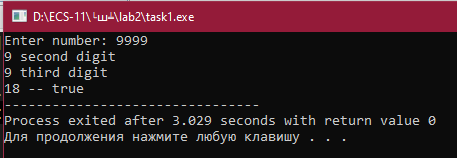 D:\ECS-11\└ш╧\lab2\task1.exe
Enter number: 9999
9 second digit
9 third digit
18 -- true
--------------------------------
Process exited after 3.029 seconds with return value 0
Для продолжения нажмите любую клавишу . . .